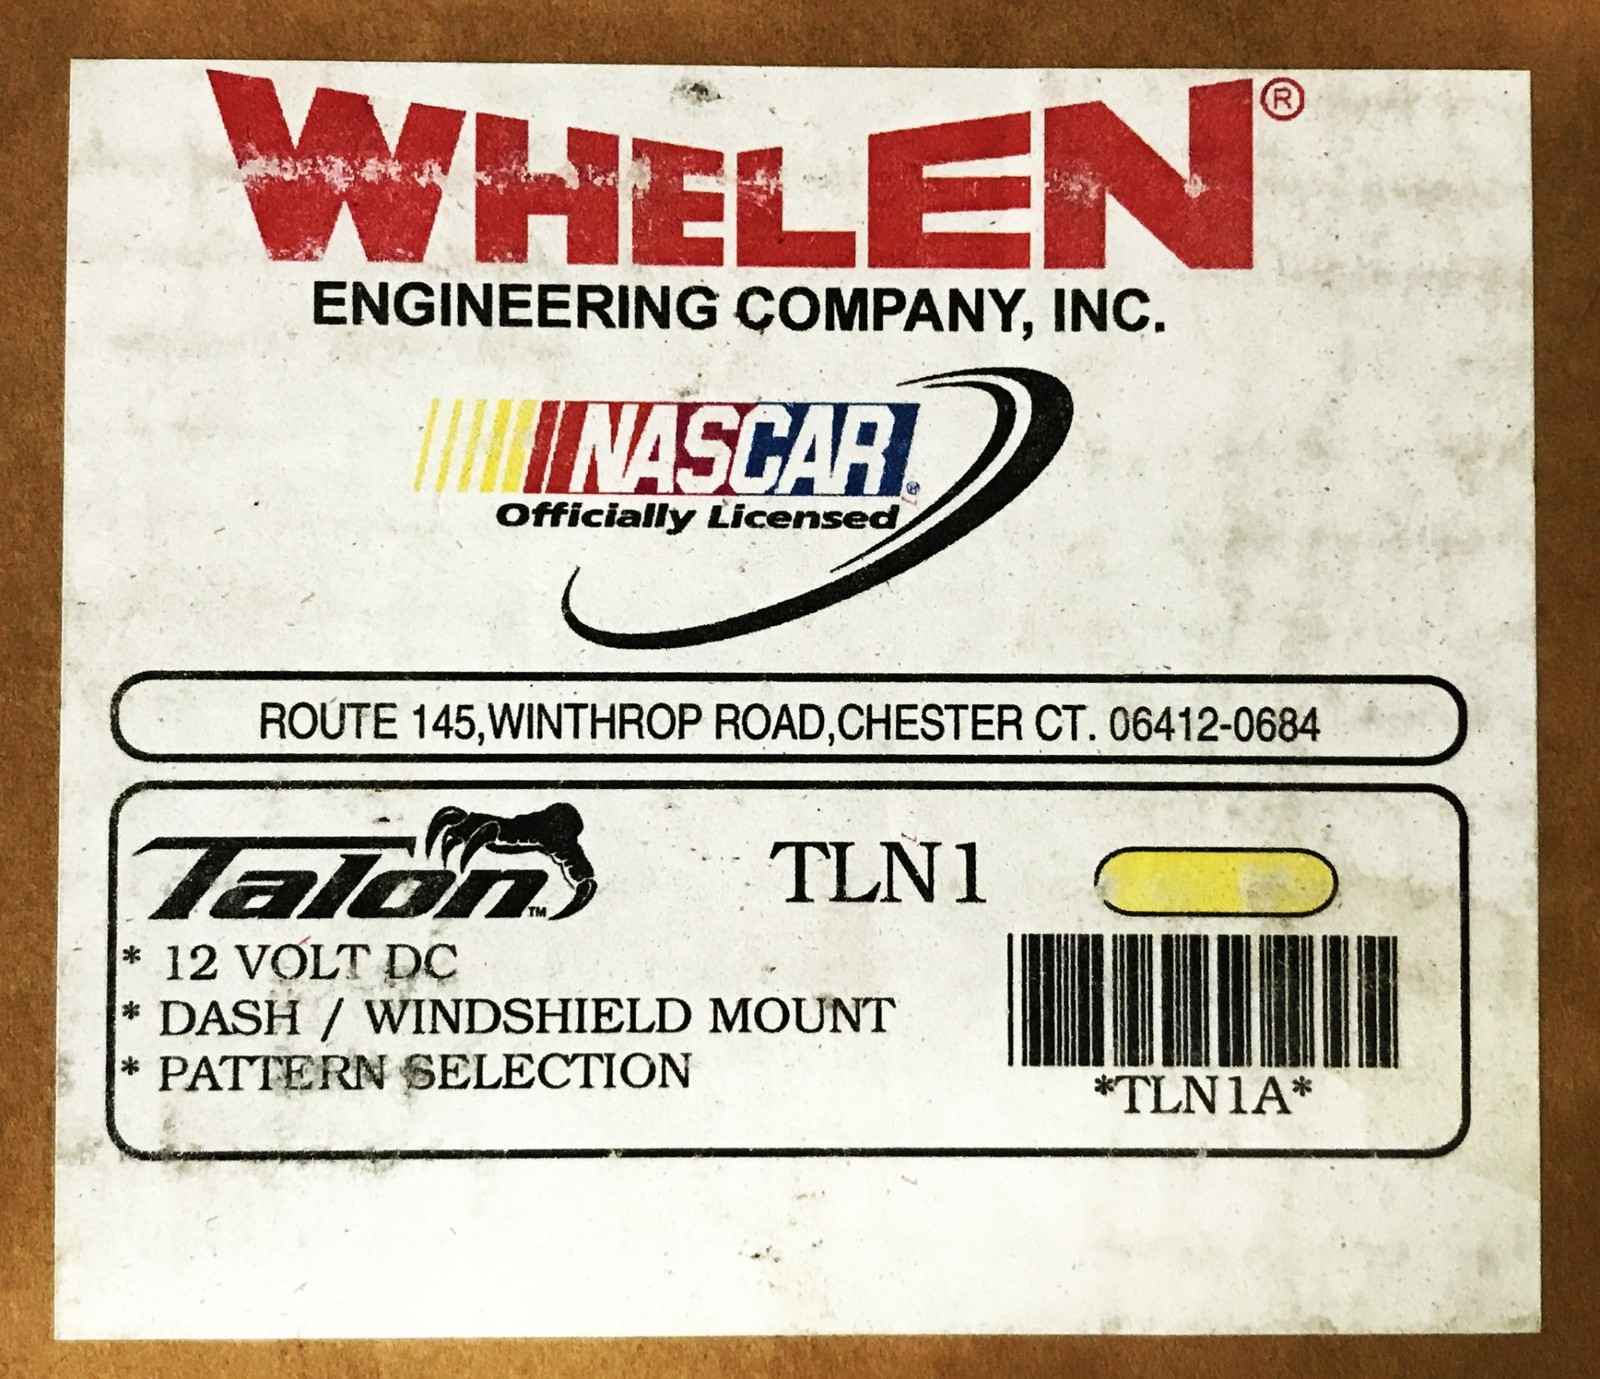 WHELEN®
ENGINEERING COMPANY, INC.
NASCAR®
Officially Licensed
ROUTE 145,WINTHROP ROAD,CHESTER CT. 06412-0684
Talon™
TLN1
* 12 VOLT DC
* DASH / WINDSHIELD MOUNT
* PATTERN SELECTION
*TLN1A*